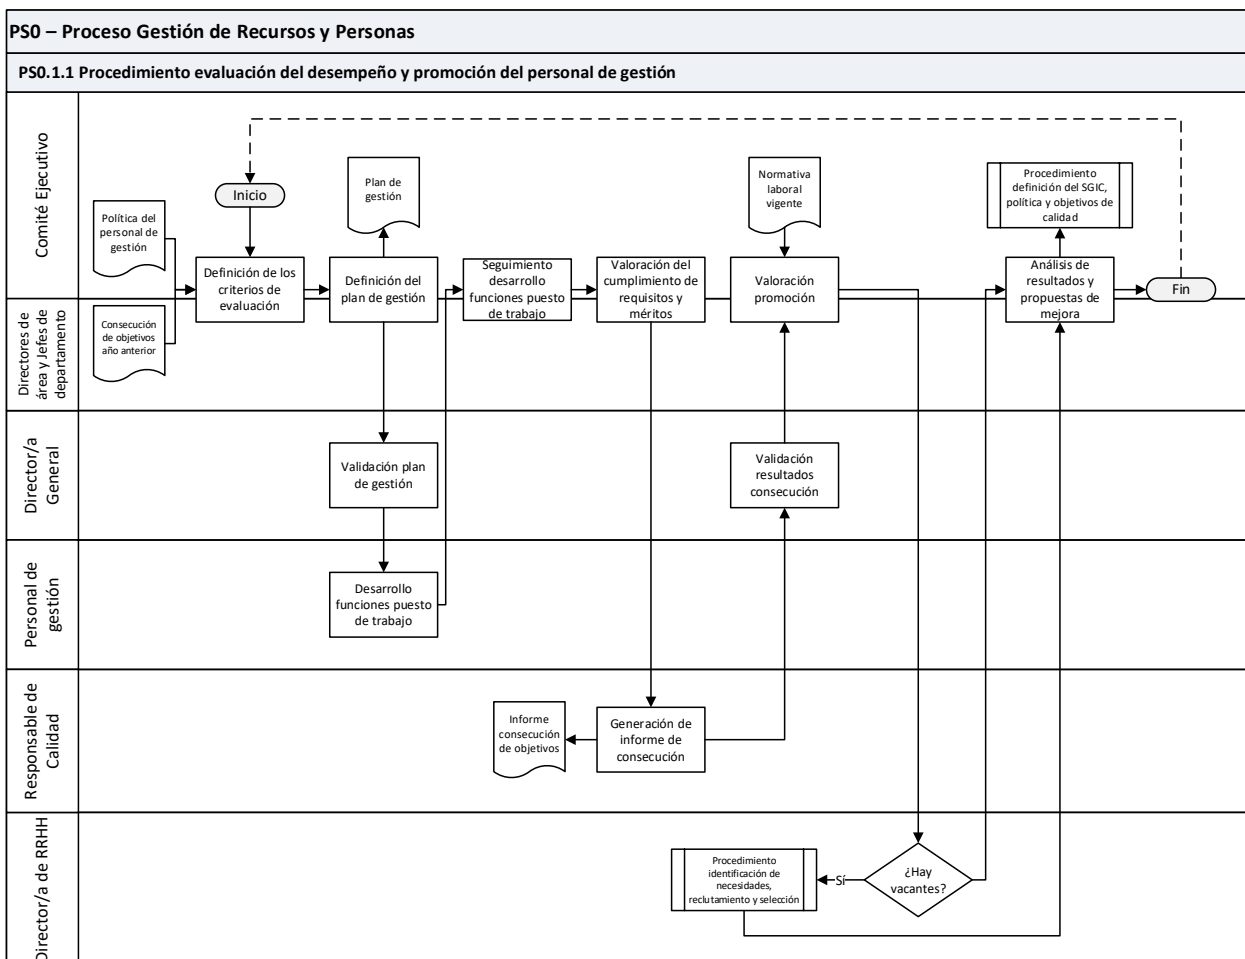 PS0 – Proceso Gestión de Recursos y Personas
PS0.1.1 Procedimiento evaluación del desempeño y promoción del personal de gestión
Comité Ejecutivo
Inicio
Política del
personal de
gestión
Plan de
gestión
Normativa
laboral
vigente
Procedimiento
definición del SGIC,
política y objetivos de
calidad
Definición de los
criterios de
evaluación
Definición del
plan de gestión
Seguimiento
desarrollo
funciones puesto
de trabajo
Valoración del
cumplimiento de
requisitos y
méritos
Valoración
promoción
Análisis de
resultados y
propuestas de
mejora
Fin
Directores de
área y Jefes de
departamento
Consecución
de objetivos
año anterior
Director/a
General
Validación plan
de gestión
Validación
resultados
consecución
Personal de
gestión
Desarrollo
funciones puesto
de trabajo
Responsable de
Calidad
Informe
consecución
de objetivos
Generación de
informe de
consecución
Director/a de RRHH
Procedimiento
identificación de
necesidades,
reclutamiento y selección
Sí
¿Hay
vacantes?